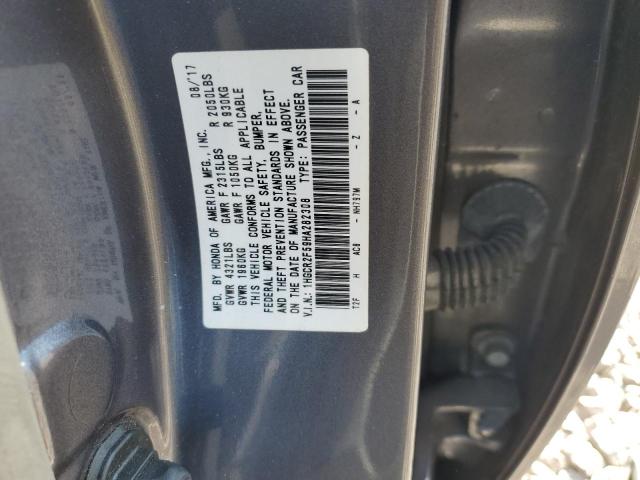 MFD. BY HONDA OF AMERICA MFG., INC. 08/'17
GVWR 4321LBS GAWR F 2315LBS R 2050LBS
GVWR 1960KG GAWR F 1050KG R 930KG
THIS VEHICLE CONFORMS TO ALL APPLICABLE
FEDERAL MOTOR VEHICLE SAFETY, BUMPER,
AND THEFT PREVENTION STANDARDS IN EFFECT
ON THE DATE OF MANUFACTURE SHOWN ABOVE.
V.I.N.: 1HGCR2F59HA282308 TYPE: PASSENGER CAR
T2F H AC8 - NH797M - Z - A